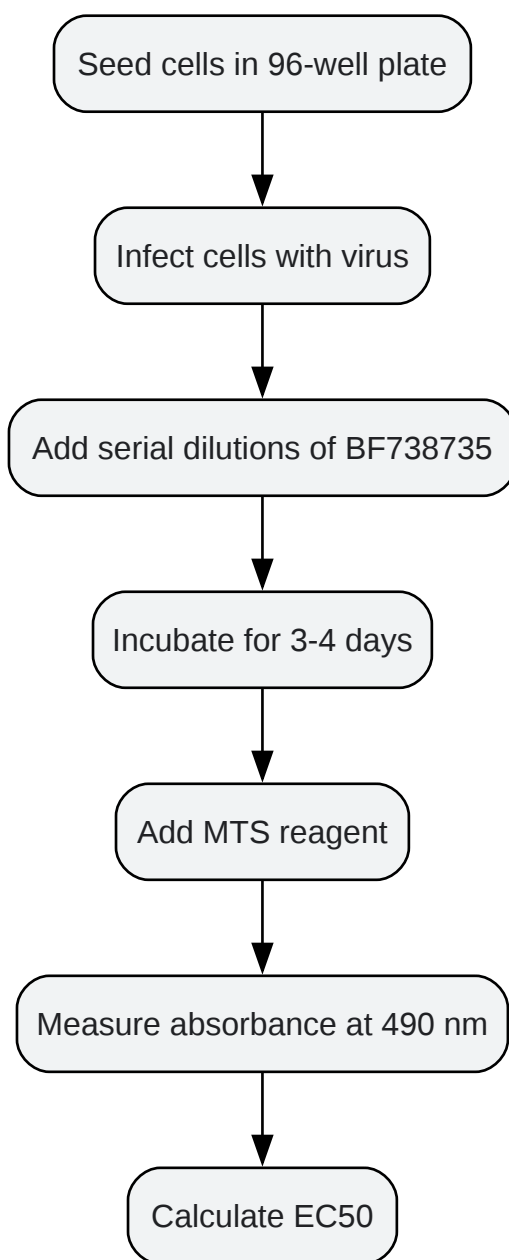 Seed cells in 96-well plate
Infect cells with virus
Add serial dilutions of BF738735
Incubate for 3-4 days
Add MTS reagent
Measure absorbance at 490 nm
Calculate EC50